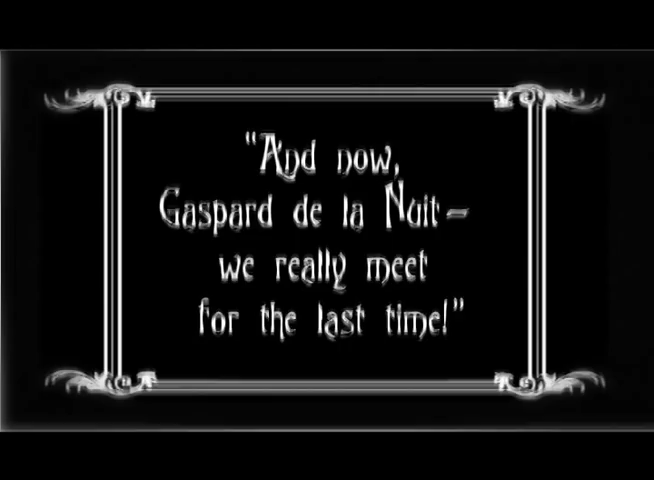 "And now,
Gaspard de la Nuit—
we really meet
for the last time!"